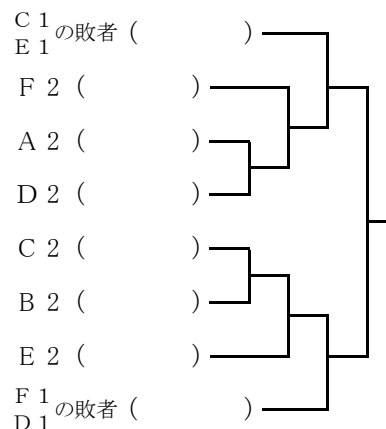 C 1
E 1 の敗者 (　　　)
F 2 (　　　)
A 2 (　　　)
D 2 (　　　)
C 2 (　　　)
B 2 (　　　)
E 2 (　　　)
F 1
D 1 の敗者 (　　　)